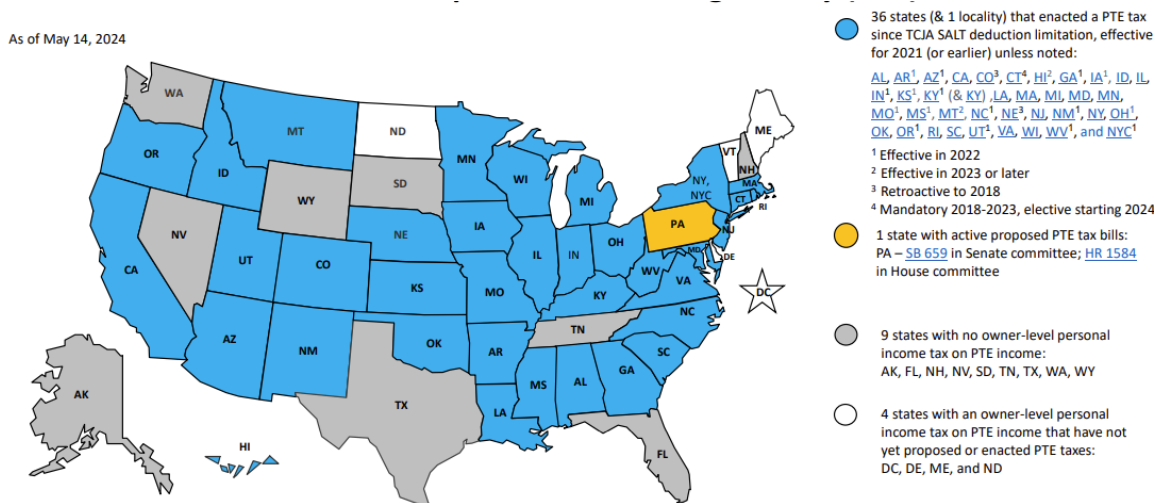 As of May 14, 2024
36 states (& 1 locality) that enacted a PTE tax
since TCJA SALT deduction limitation, effective
for 2021 (or earlier) unless noted:
AL, AR¹, AZ¹, CA, CO³, CT⁴, HI², GA¹, IA¹, ID, IL,
IN¹, KS¹, KY¹ (& KY) ,LA, MA, MI, MD, MN,
MO¹, MS¹, MT², NC¹, NE³, NJ, NM¹, NY, OH¹,
OK, OR¹, RI, SC, UT¹, VA, WI, WV¹, and NYC¹
¹ Effective in 2022
² Effective in 2023 or later
³ Retroactive to 2018
⁴ Mandatory 2018-2023, elective starting 2024
1 state with active proposed PTE tax bills:
PA – SB 659 in Senate committee; HR 1584
in House committee
9 states with no owner-level personal
income tax on PTE income:
AK, FL, NH, NV, SD, TN, TX, WA, WY
4 states with an owner-level personal
income tax on PTE income that have not
yet proposed or enacted PTE taxes:
DC, DE, ME, and ND
WA
OR
CA
NV
ID
MT
WY
UT
AZ
CO
NM
ND
SD
NE
KS
OK
TX
MN
IA
MO
AR
LA
WI
IL
MI
IN
OH
KY
TN
MS
AL
GA
FL
SC
NC
VA
WV
PA
NY,
NYC
VT
NH
ME
MA
CT
RI
NJ
DE
MD
DC
AK
HI